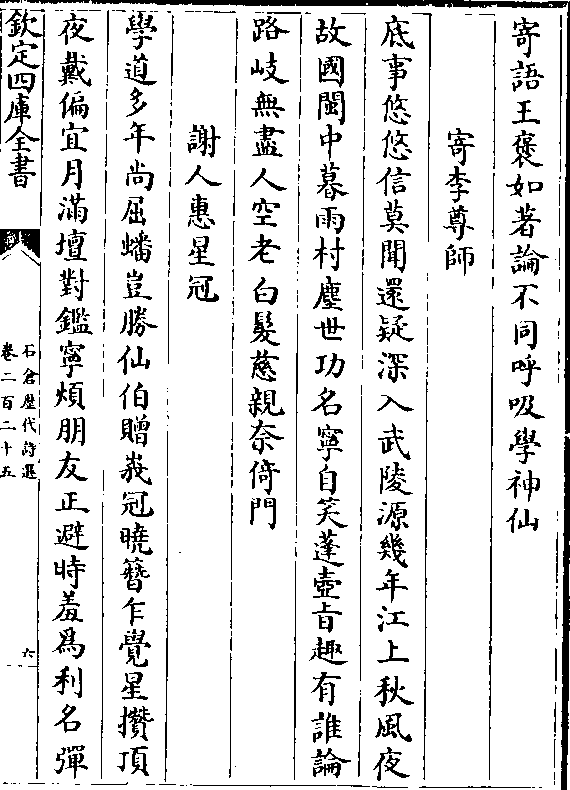 寄語王褒如著論不同呼吸學神仙
寄李尊師
底事悠悠信莫聞還疑深入武陵源幾年江上秋風夜
故國閩中暮雨村塵世功名寧自笑蓬壺旨趣有誰論
路岐無盡人空老白髮慈親奈倚門
謝人惠星冠
學道多年尚屈蟠豈勝仙伯贈峩冠曉簪乍覺星攢頂
夜戴偏宜月滿壇對鑑寧煩朋友正避時羞爲利名彈
欽定四庫全書
石倉歷代詩選
卷二百二十五
六